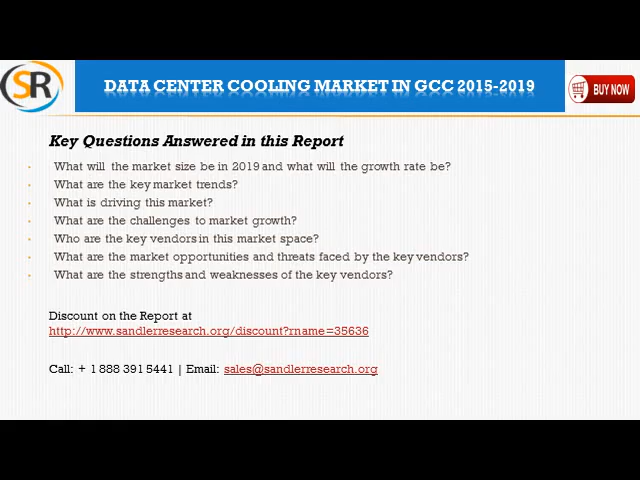 SR
DATA CENTER COOLING MARKET IN GCC 2015-2019
BUY NOW
Key Questions Answered in this Report
• What will the market size be in 2019 and what will the growth rate be?
• What are the key market trends?
• What is driving this market?
• What are the challenges to market growth?
• Who are the key vendors in this market space?
• What are the market opportunities and threats faced by the key vendors?
• What are the strengths and weaknesses of the key vendors?
Discount on the Report at
http://www.sandlerresearch.org/discount?rname=35636
Call: + 1 888 391 5441 | Email: sales@sandlerresearch.org